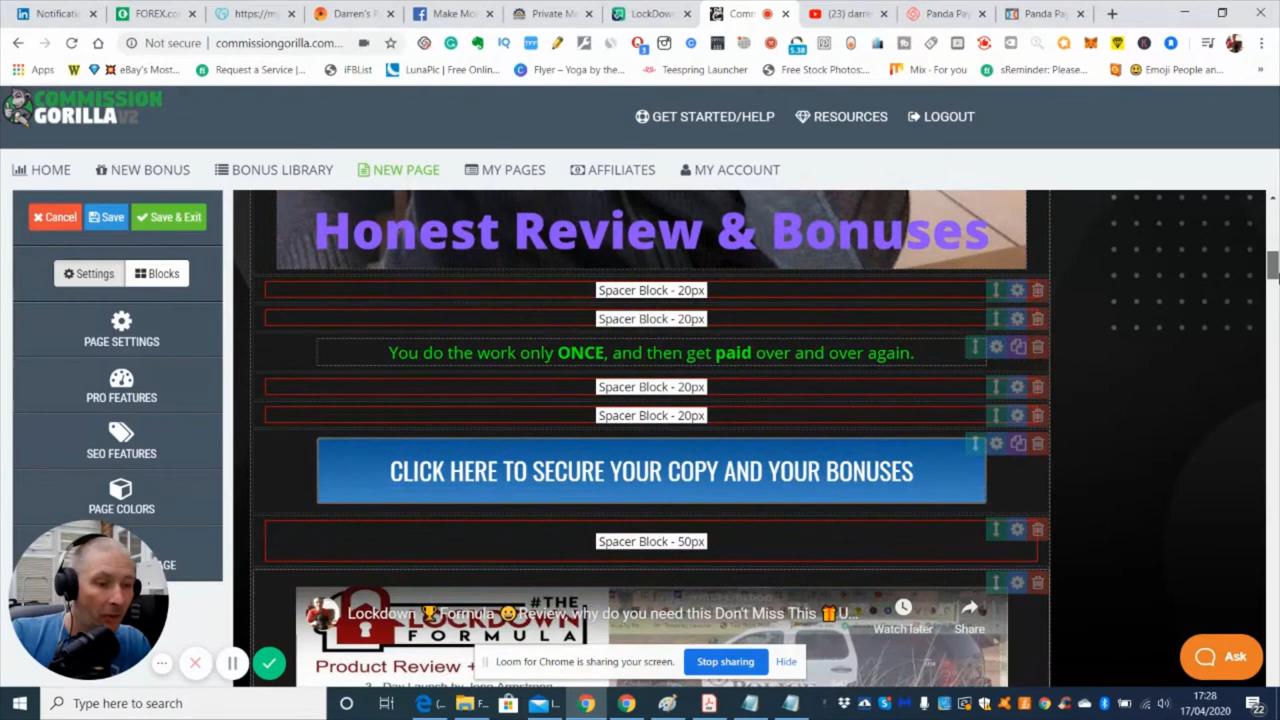 Notificati
FOREX.co
https://m
Darren's F
Make Mo
Private M
LockDow
Comm
(23) darre
Panda Pa
Panda Pa
Not secure
commissiongorilla.com...
Apps
eBay's Most...
Request a Service |...
iFBList
LunaPic | Free Onlin...
Flyer – Yoga by the...
Teespring Launcher
Free Stock Photos:...
Mix - For you
sReminder: Please...
Emoji People an...
COMMISSION
GORILLA V2
GET STARTED/HELP
RESOURCES
LOGOUT
HOME
NEW BONUS
BONUS LIBRARY
NEW PAGE
MY PAGES
AFFILIATES
MY ACCOUNT
Cancel
Save
Save & Exit
Settings
Blocks
PAGE SETTINGS
PRO FEATURES
SEO FEATURES
PAGE COLORS
GE
Honest Review & Bonuses
Spacer Block - 20px
Spacer Block - 20px
You do the work only ONCE, and then get paid over and over again.
Spacer Block - 20px
Spacer Block - 20px
CLICK HERE TO SECURE YOUR COPY AND YOUR BONUSES
Spacer Block - 50px
#THE
Lockdown 🏆Formula 😀Review, why do you need this Don't Miss This 🎁U...
FORMULA
Watch later
Share
Product Review +
Loom for Chrome is sharing your screen.
Stop sharing
Hide
Ask
Type here to search
17:28
17/04/2020
22